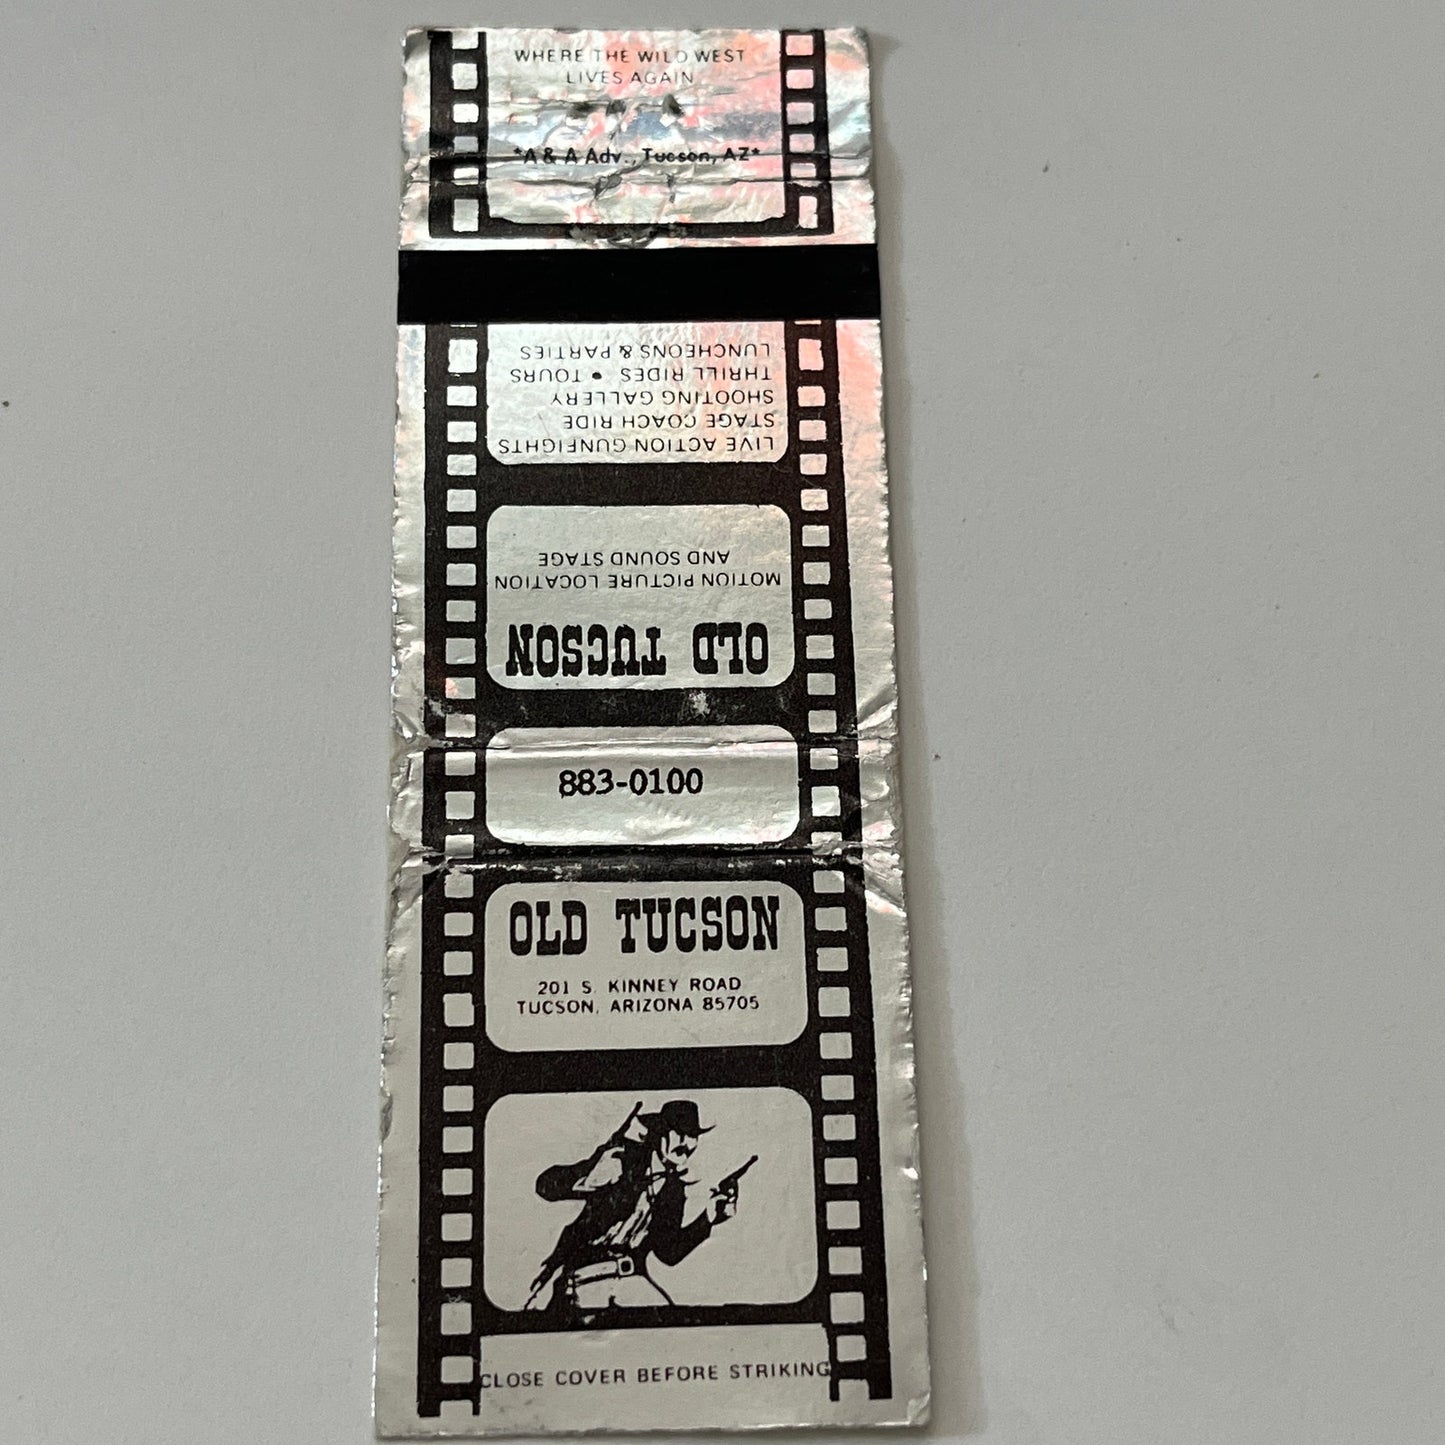 WHERE THE WILD WEST
LIVES AGAIN
*A & A Adv., Tucson, AZ*
LIVE ACTION GUNFIGHTS
STAGE COACH RIDE
SHOOTING GALLERY
THRILL RIDES • TOURS
LUNCHEONS & PARTIES
OLD TUCSON
MOTION PICTURE LOCATION
AND SOUND STAGE
883-0100
OLD TUCSON
201 S. KINNEY ROAD
TUCSON, ARIZONA 85705
CLOSE COVER BEFORE STRIKING